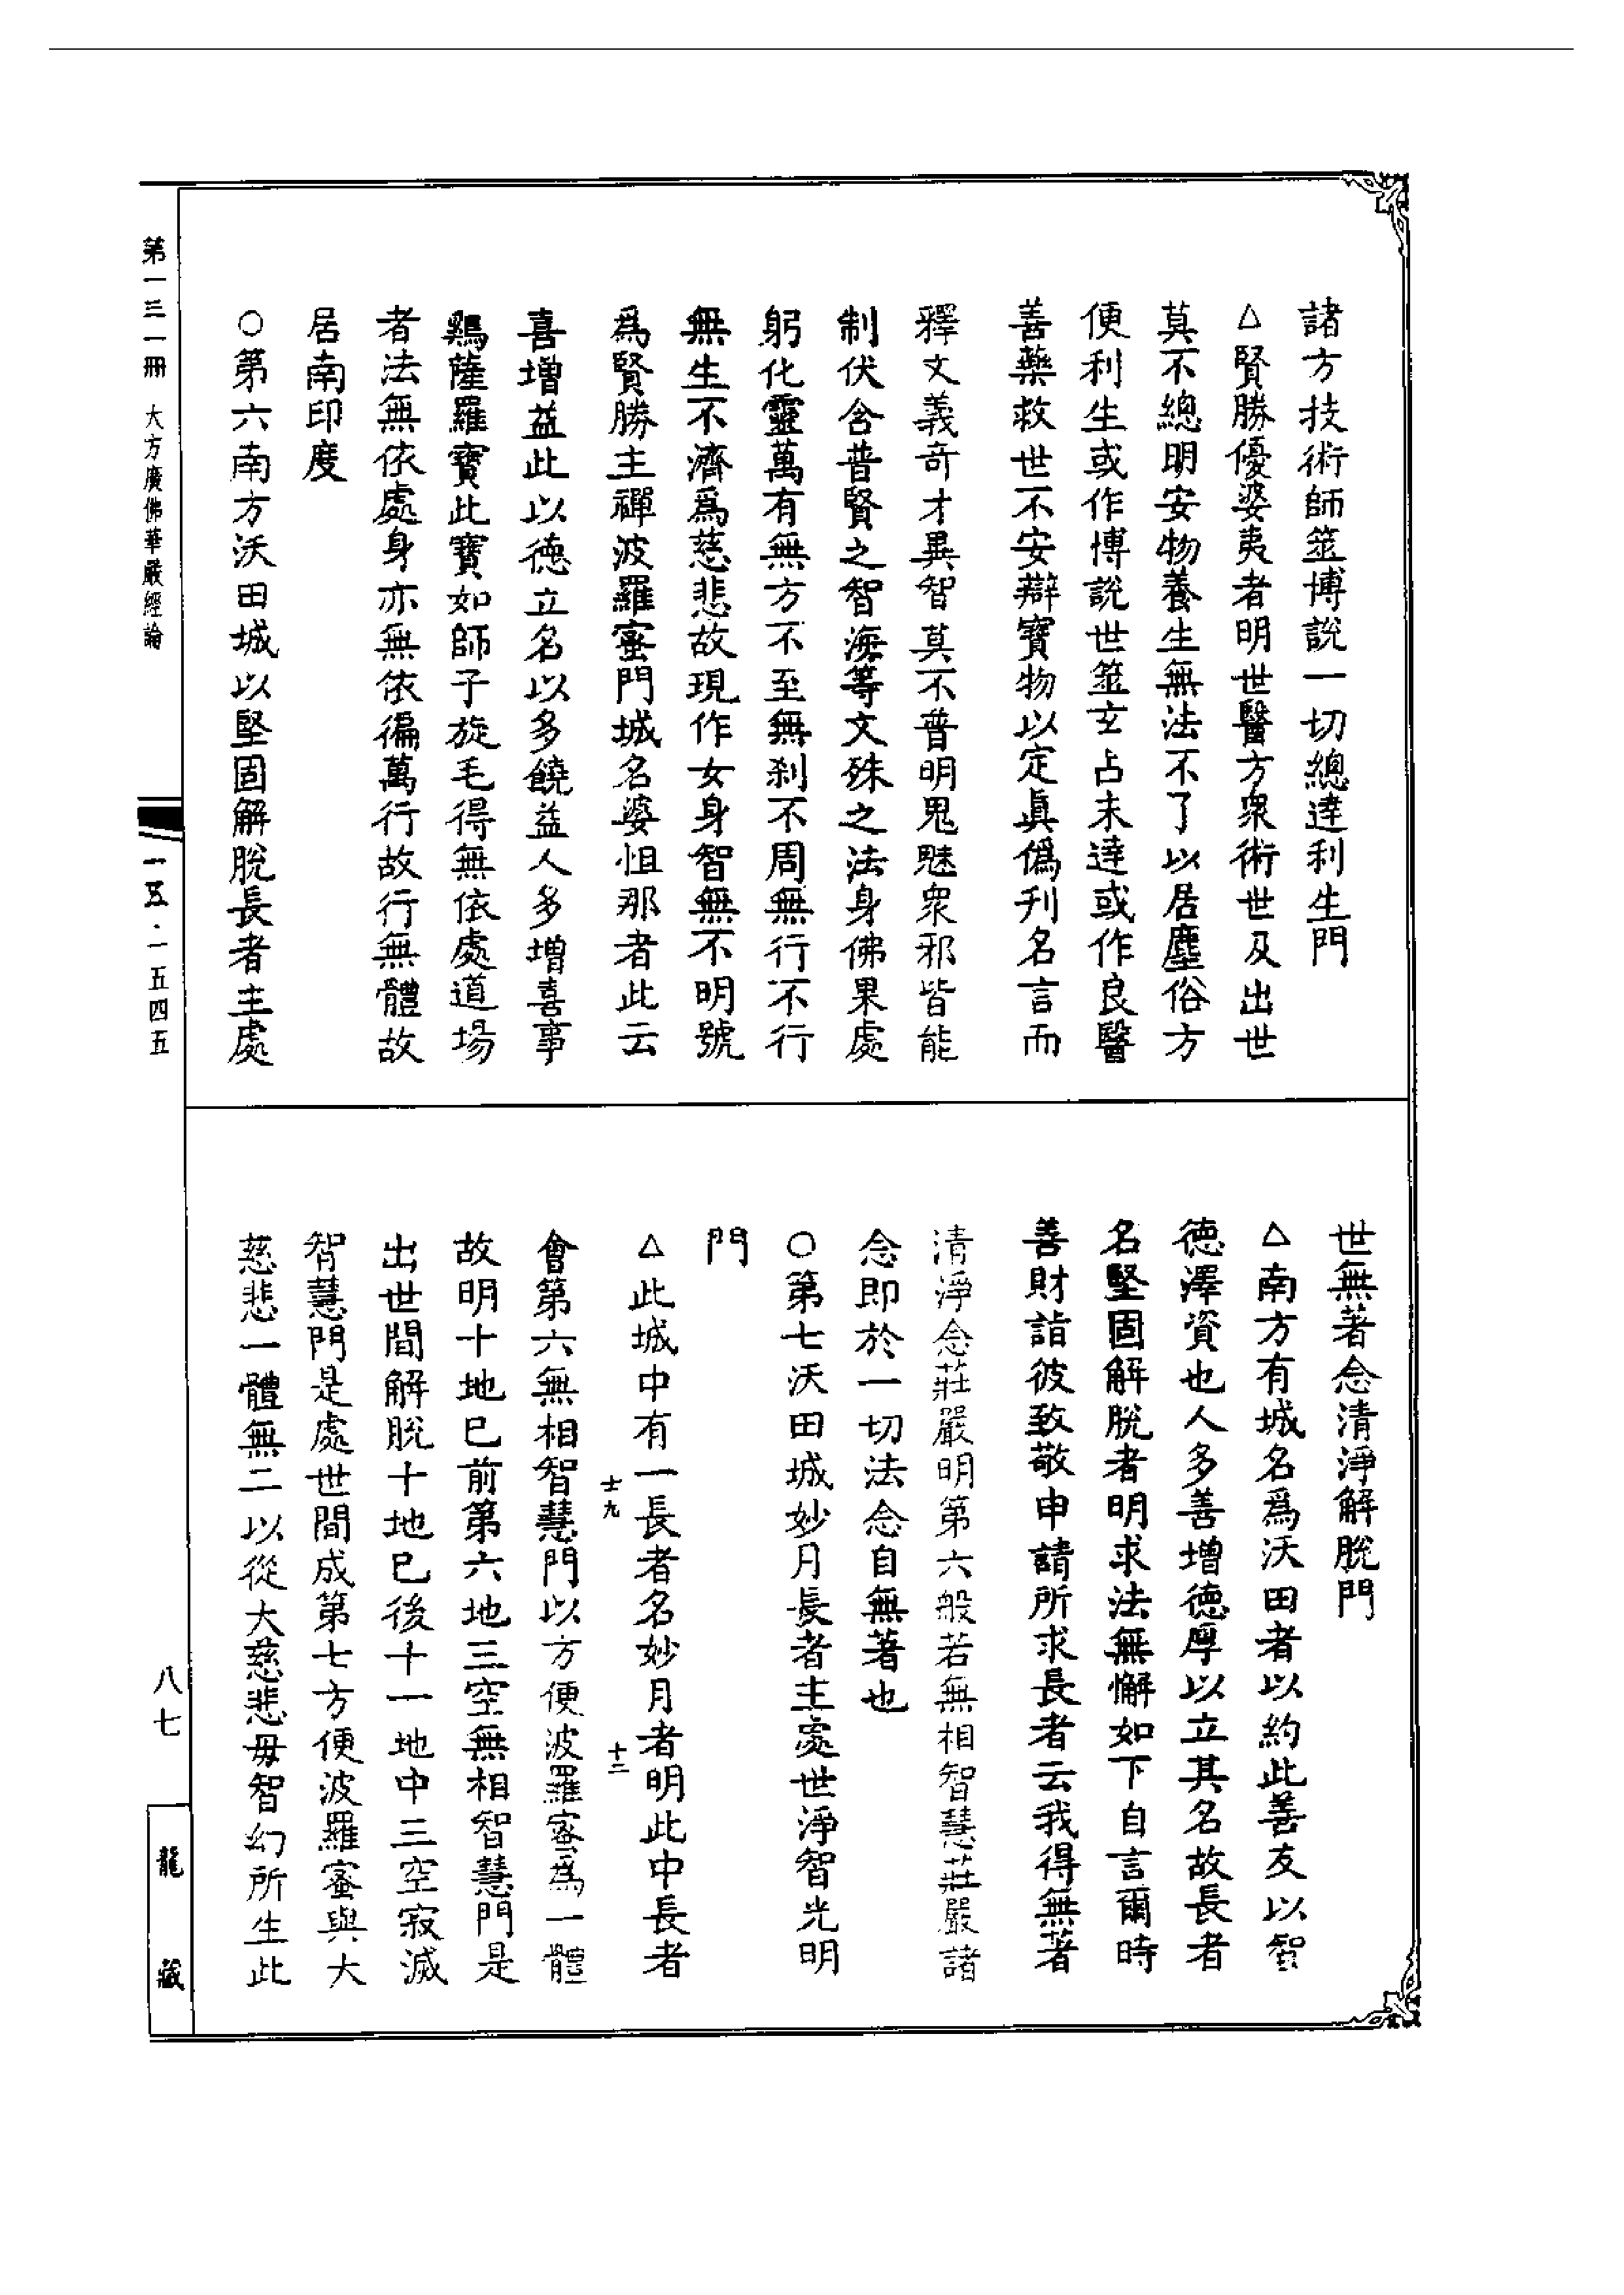 諸方技術師筮博說一切總達利生門
△賢勝優婆夷者明世醫方衆術世及出世
莫不總明安物養生無法不了以居塵俗方
便利生或作博說世筮玄占未達或作良醫
善藥救世不安辯寶物以定眞僞刋名言而
釋文義奇才異智莫不普明鬼魅衆邪皆能
制伏含普賢之智海等文殊之法身佛果處
躬化靈萬有無方不至無刹不周無行不行
無生不濟爲慈悲故現作女身智無不明號
爲賢勝主禪波羅蜜門城名婆怛那者此云
喜增益此以德立名以多饒益人多增喜事
鷄薩羅寶此寶如師子旋毛得無依處道場
者法無依處身亦無依徧萬行故行無體故
居南印度
○第六南方沃田城以堅固解脫長者主處
世無著念清淨解脫門
△南方有城名爲沃田者以約此善友以智
德澤資也人多善增德厚以立其名故長者
名堅固解脫者明求法無懈如下自言爾時
善財詣彼致敬申請所求長者云我得無著
清淨念莊嚴明第六般若無相智慧莊嚴諸
念即於一切法念自無著也
○第七沃田城妙月長者主處世淨智光明
門
△此城中有一長者名妙月者明此中長者
士九
十三
會第六無相智慧門以方便波羅蜜爲一體
故明十地已前第六地三空無相智慧門是
出世間解脫十地已後十一地中三空寂滅
智慧門是處世間成第七方便波羅蜜與大
慈悲一體無二以從大慈悲毋智幻所生此
第一三一冊 大方廣佛華嚴經論
一五·一五四五
八七
龍藏